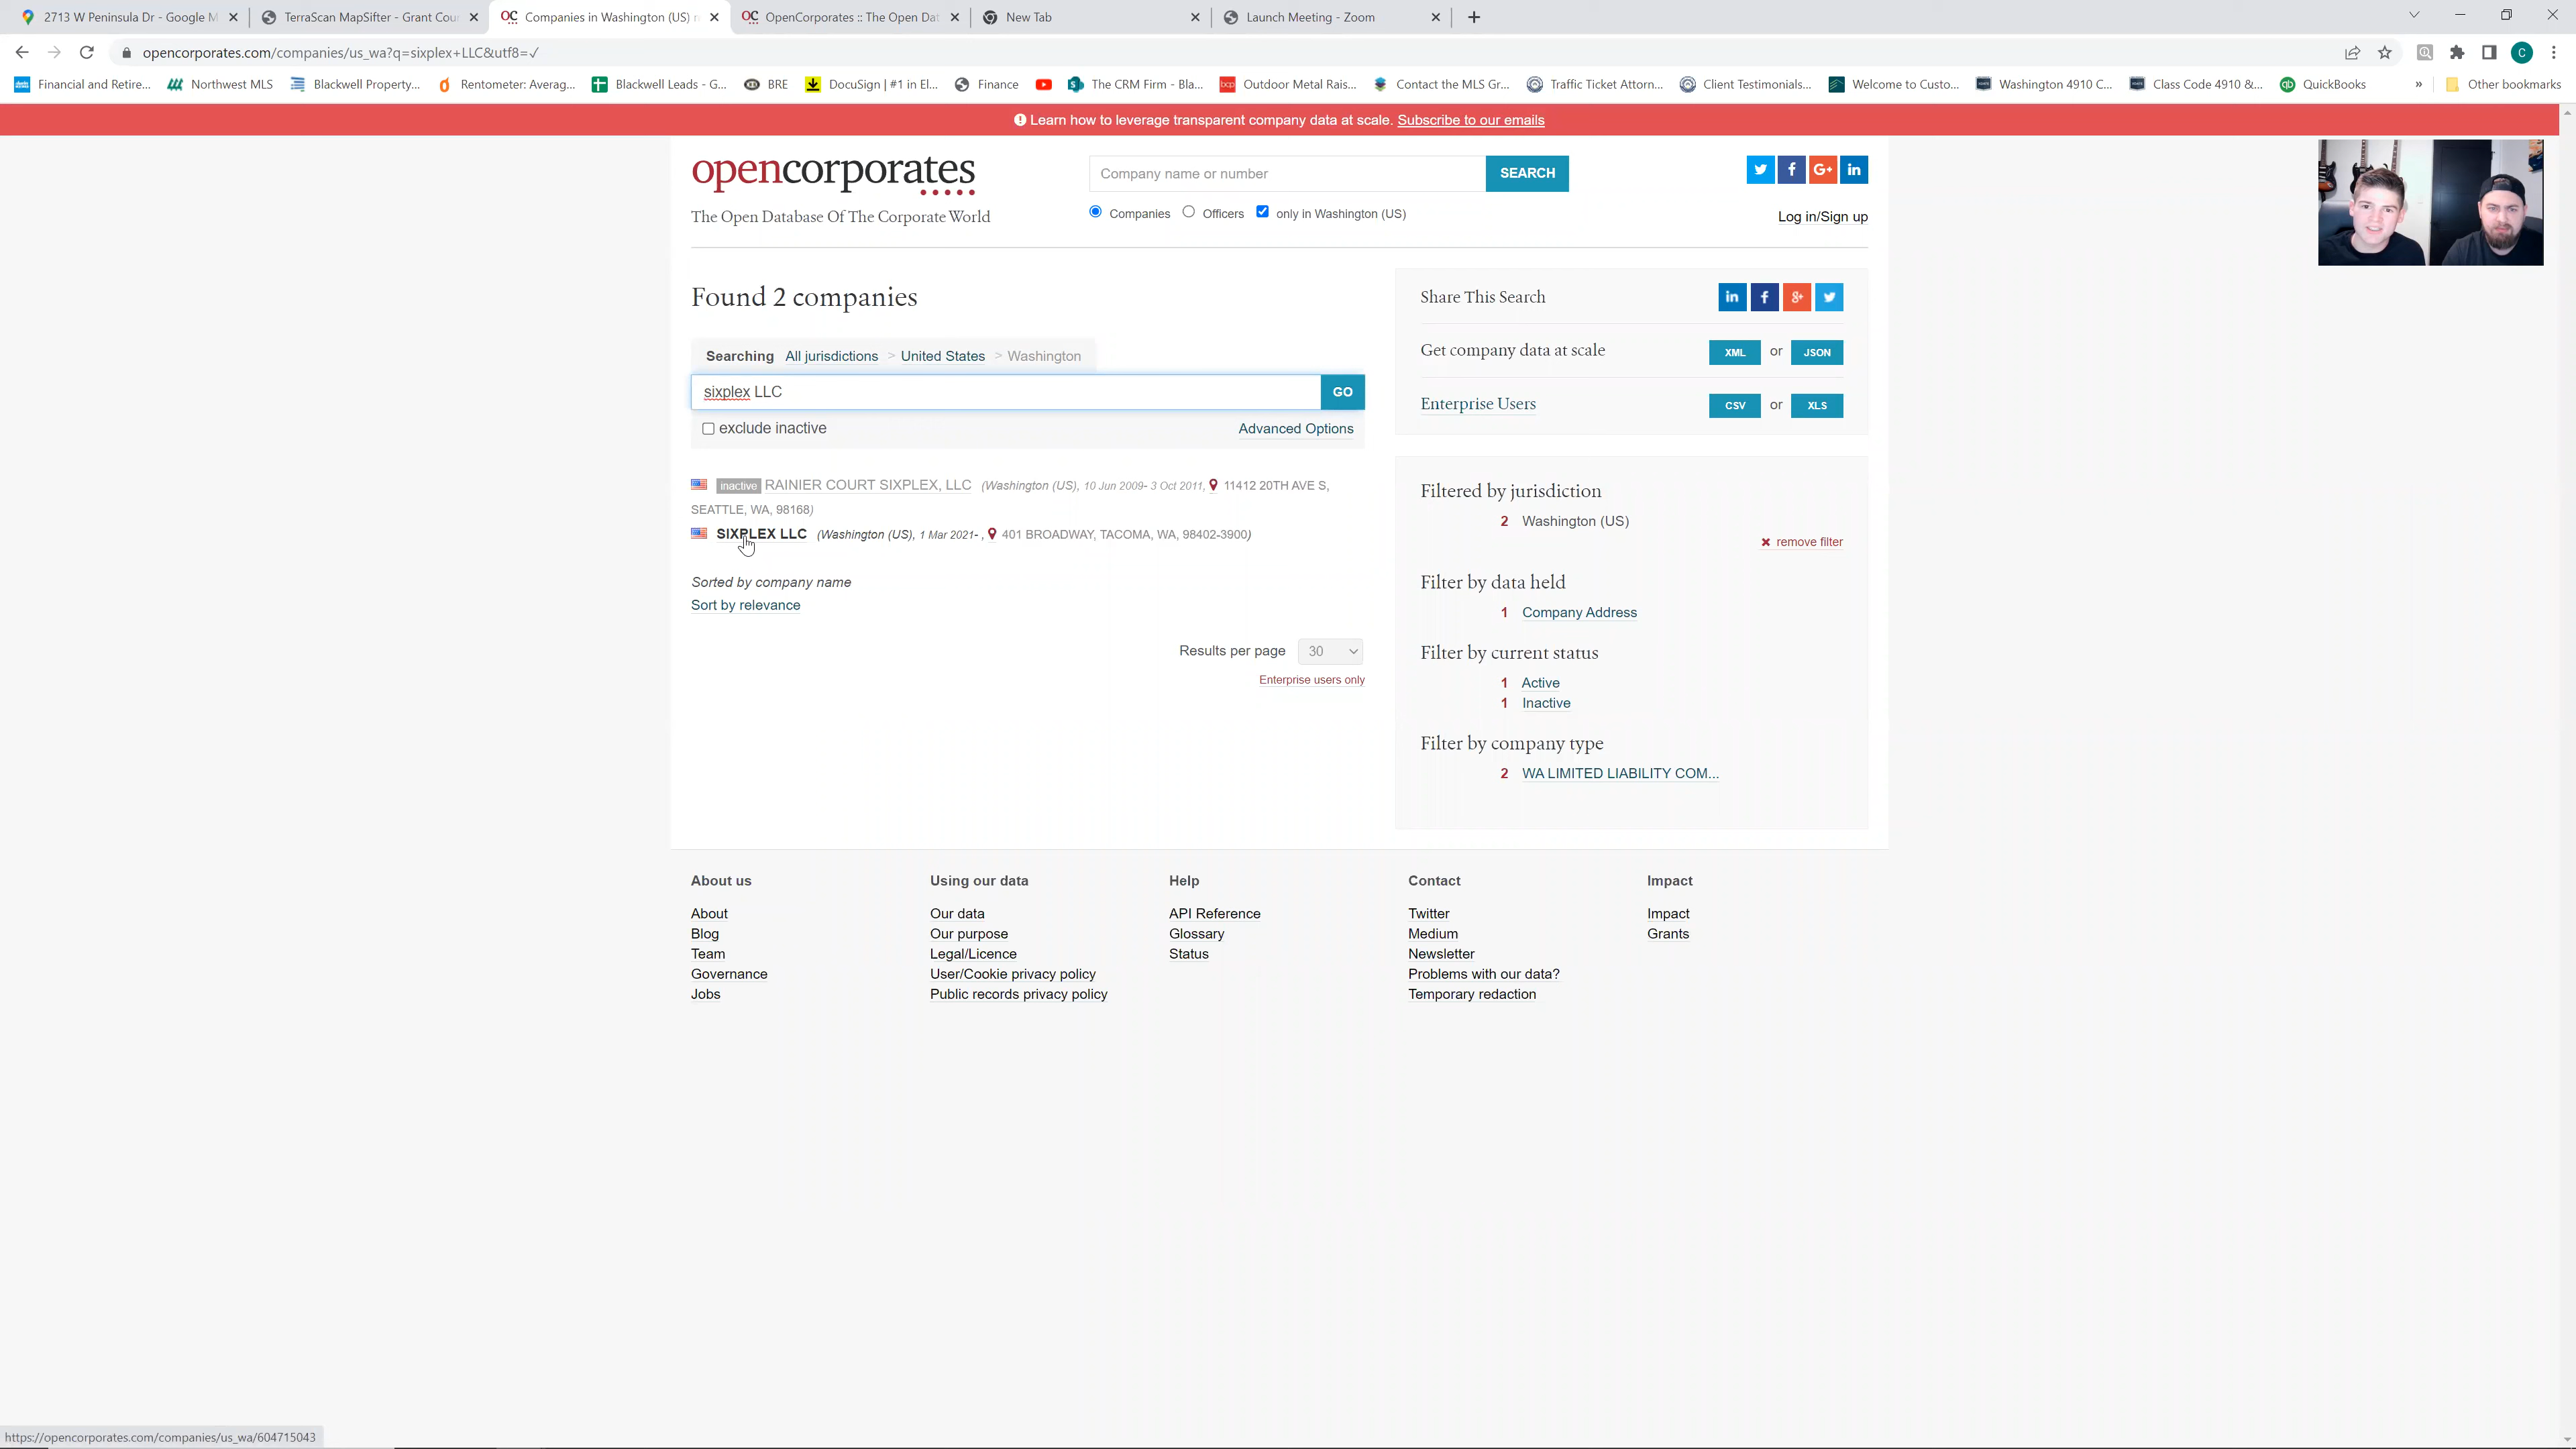 2713 W Peninsula Dr - Google M
TerraScan MapSifter - Grant Cou
OC Companies in Washington (US) r
OC OpenCorporates :: The Open Dat
New Tab
Launch Meeting - Zoom
opencorporates.com/companies/us_wa?q=sixplex+LLC&utf8=✓
C
Financial and Retire...
Northwest MLS
Blackwell Property...
Rentometer: Averag...
Blackwell Leads - G...
BRE
DocuSign | #1 in El...
Finance
The CRM Firm - Bla...
Outdoor Metal Rais...
Contact the MLS Gr...
Traffic Ticket Attorn...
Client Testimonials...
Welcome to Custo...
Washington 4910 C...
Class Code 4910 &...
QuickBooks
»
Other bookmarks
Learn how to leverage transparent company data at scale. Subscribe to our emails
opencorporates
The Open Database Of The Corporate World
Company name or number
SEARCH
Companies Officers only in Washington (US)
Log in/Sign up
Found 2 companies
Searching All jurisdictions > United States > Washington
sixplex LLC
GO
exclude inactive
Advanced Options
inactive RAINIER COURT SIXPLEX, LLC (Washington (US), 10 Jun 2009- 3 Oct 2011, 11412 20TH AVE S,
SEATTLE, WA, 98168)
SIXPLEX LLC (Washington (US), 1 Mar 2021- , 401 BROADWAY, TACOMA, WA, 98402-3900)
Sorted by company name
Sort by relevance
Results per page 30
Enterprise users only
Share This Search
Get company data at scale
XML or JSON
Enterprise Users
CSV or XLS
Filtered by jurisdiction
2 Washington (US)
remove filter
Filter by data held
1 Company Address
Filter by current status
1 Active
1 Inactive
Filter by company type
2 WA LIMITED LIABILITY COM...
About us
About
Blog
Team
Governance
Jobs
Using our data
Our data
Our purpose
Legal/Licence
User/Cookie privacy policy
Public records privacy policy
Help
API Reference
Glossary
Status
Contact
Twitter
Medium
Newsletter
Problems with our data?
Temporary redaction
Impact
Impact
Grants
https://opencorporates.com/companies/us_wa/604715043